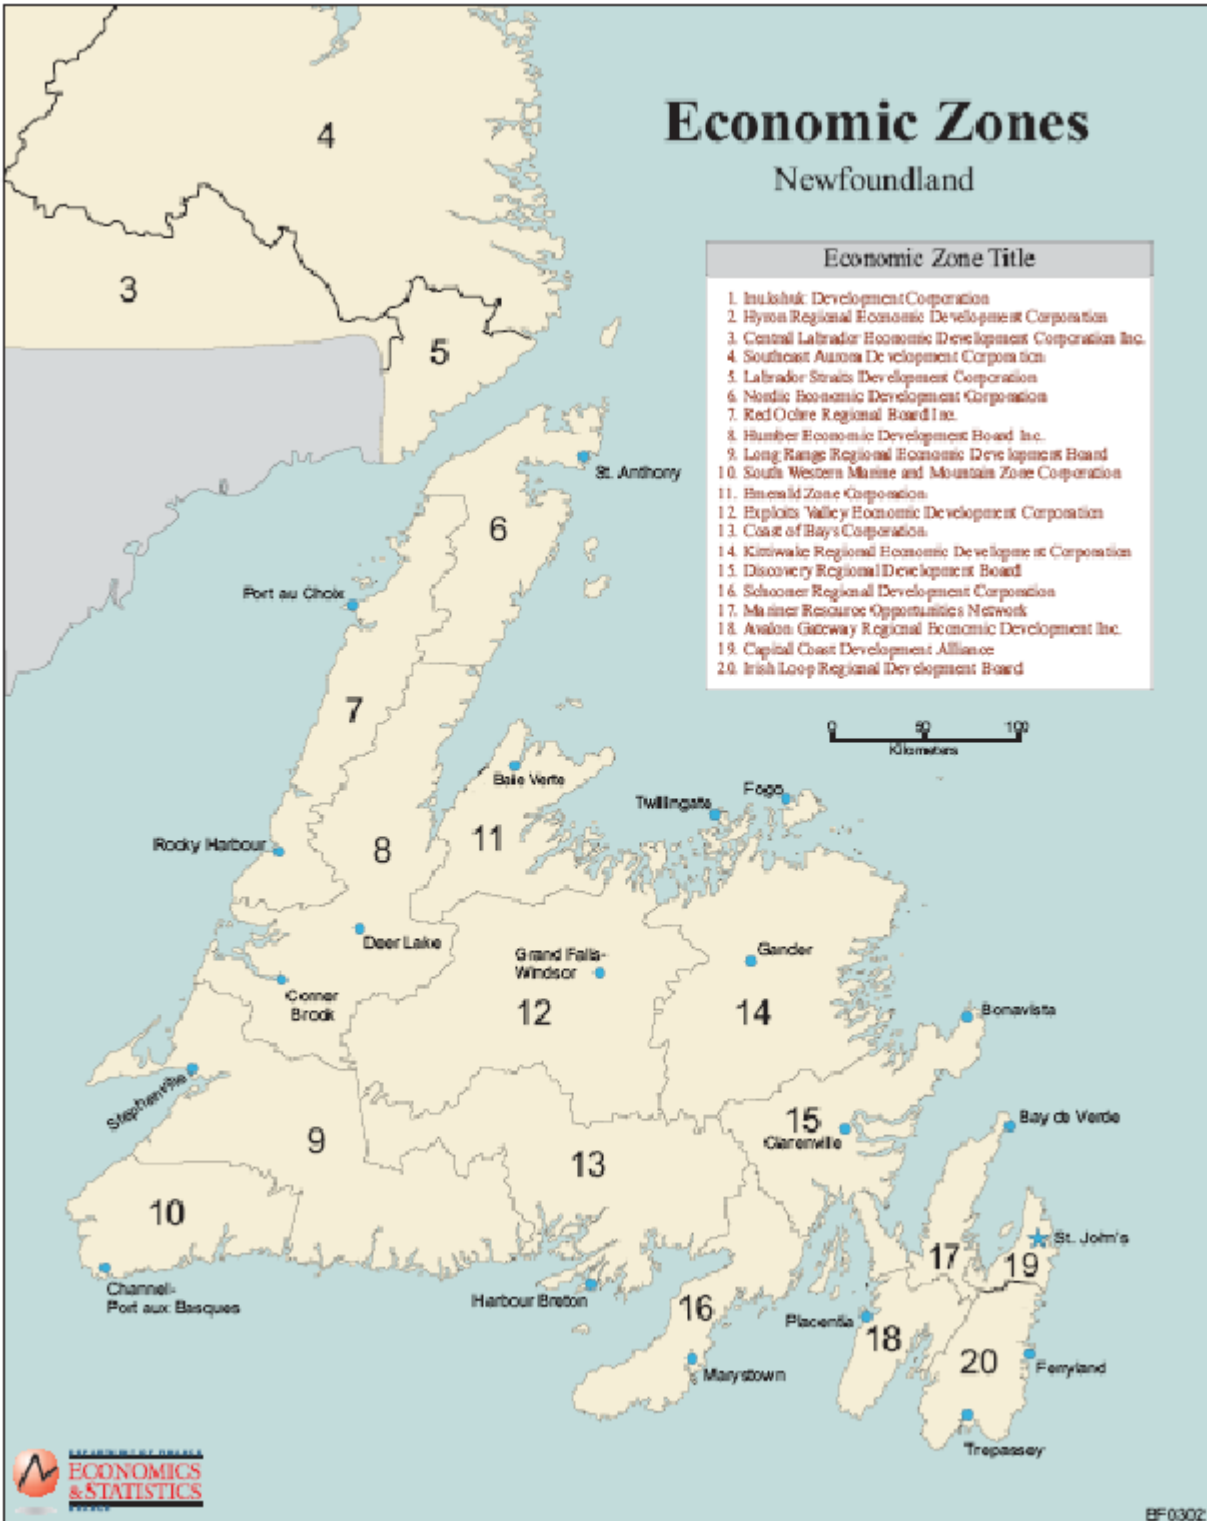 Economic Zones
Newfoundland
Economic Zone Title
1. Inukshuk Development Corporation
2. Hyron Regional Economic Development Corporation
3. Central Labrador Economic Development Corporation Inc.
4. Southeast Aurora Development Corporation
5. Labrador Straits Development Corporation
6. Nordic Economic Development Corporation
7. Red Ochre Regional Board Inc.
8. Humber Economic Development Board Inc.
9. Long Range Regional Economic Development Board
10. South Western Marine and Mountain Zone Corporation
11. Emerald Zone Corporation
12. Exploits Valley Economic Development Corporation
13. Coast of Bays Corporation
14. Kittiwake Regional Economic Development Corporation
15. Discovery Regional Development Board
16. Schooner Regional Development Corporation
17. Mariner Resource Opportunities Network
18. Avalon Gateway Regional Economic Development Inc.
19. Capital Coast Development Alliance
20. Irish Loop Regional Development Board
0 50 100
Kilometers
4
3
5
St. Anthony
6
Port au Choix
7
Baie Verte
Twillingate
Fogo
Rocky Harbour
8
11
Deer Lake
Grand Falls-
Windsor
Gander
Corner
Brook
12
14
Bonavista
Stephenville
9
15
Clarenville
Bay de Verde
13
10
17
St. John's
19
Channel-
Port aux Basques
Harbour Breton
16
Placentia
18
20
Ferryland
Marystown
Trepassey
DEPARTMENT OF FINANCE
ECONOMICS
& STATISTICS
BRANCH
BF0302